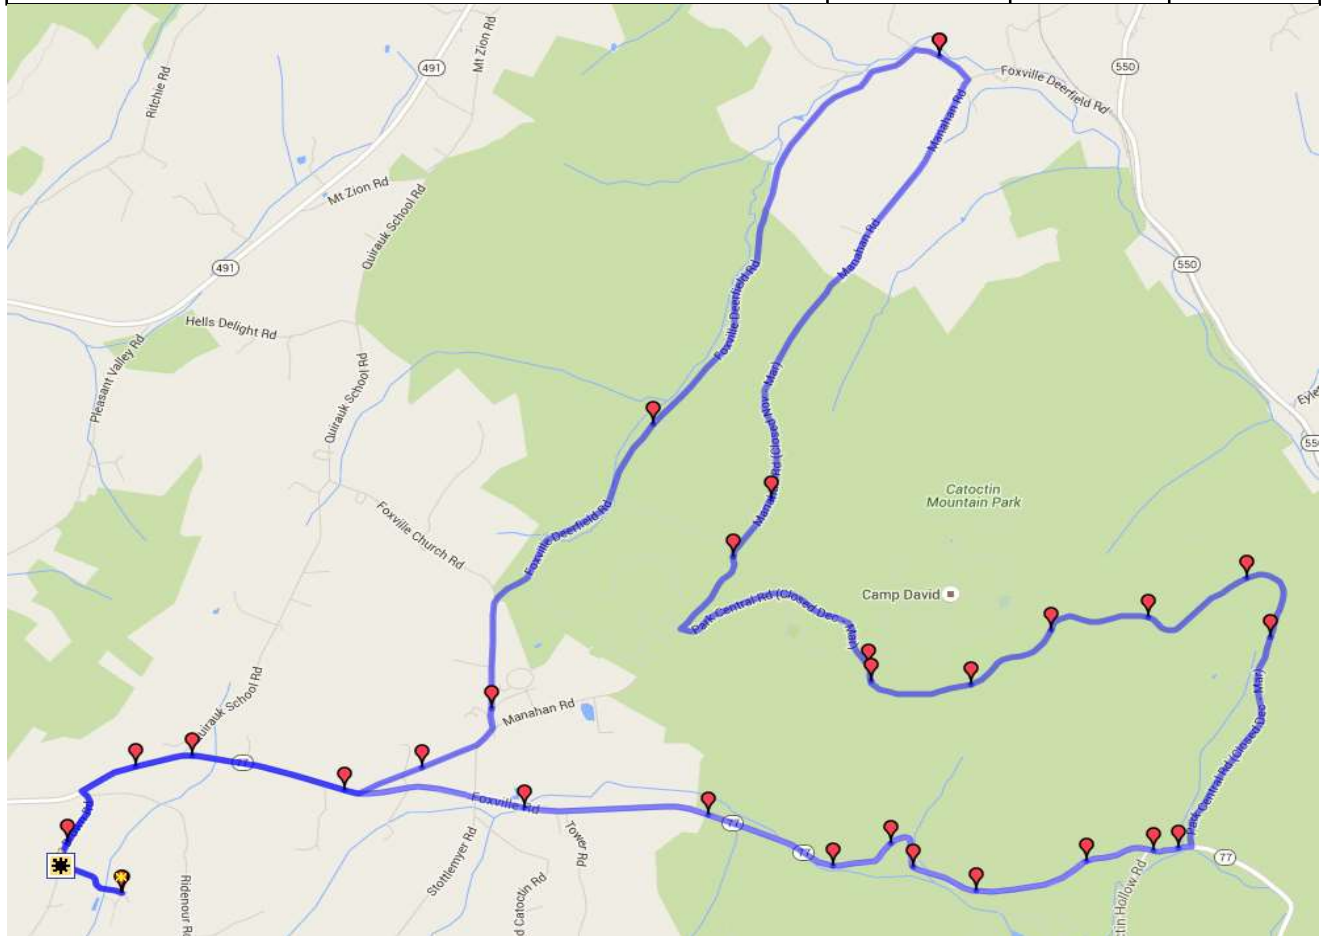 Mt Zion Rd
491
550
Ritchie Rd
Foxville Deerfield Rd
Manahan Rd
Mt Zion Rd
Quirauk School Rd
Manahan Rd
491
550
Foxville Deerfield Rd
Hells Delight Rd
Pleasant Valley Rd
Quirauk School Rd
Rd (Closed Nov - Mar)
Catoctin
Mountain Park
Foxville Church Rd
Foxville Deerfield Rd
Camp David
Park Central Rd (Closed Dec - Mar)
Quirauk School Rd
Manahan Rd
Park Central Rd (Closed Dec - Mar)
77
Foxville Rd
77
77
77
Tower Rd
Stottlemyer Rd
Ridenour R
d Catoctin Rd
ctin Hollow Rd